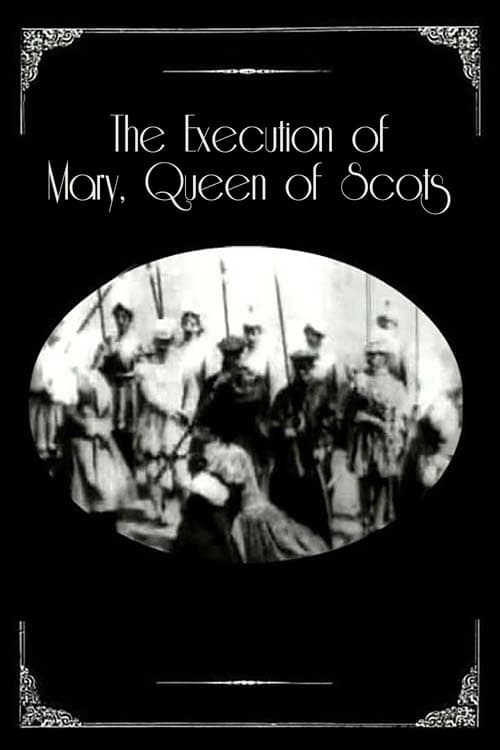 The Execution of
Mary, Queen of Scots